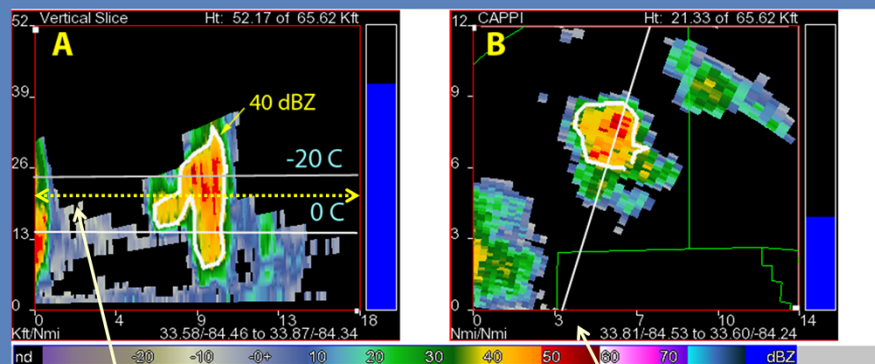 Vertical Slice Ht: 52.17 of 65.62 Kft
52
A
40 dBZ
39
-20 C
26
0 C
13
0
0 4 9 13 18
Kft/Nmi 33.58/-84.46 to 33.87/-84.34
CAPPI Ht: 21.33 of 65.62 Kft
12
B
9
6
3
0
0 3 7 10 14
Nmi/Nmi 33.81/-84.53 to 33.60/-84.24
nd -20 -10 -0+ 10 20 30 40 50 60 70 dBZ